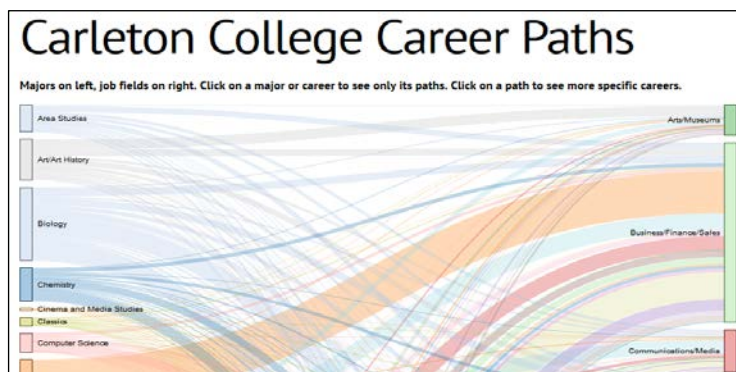 Carleton College Career Paths
Majors on left, job fields on right. Click on a major or career to see only its paths. Click on a path to see more specific careers.
Area Studies
Arts/Museums
Art/Art History
Biology
Business/Finance/Sales
Chemistry
Cinema and Media Studies
Classics
Computer Science
Communications/Media